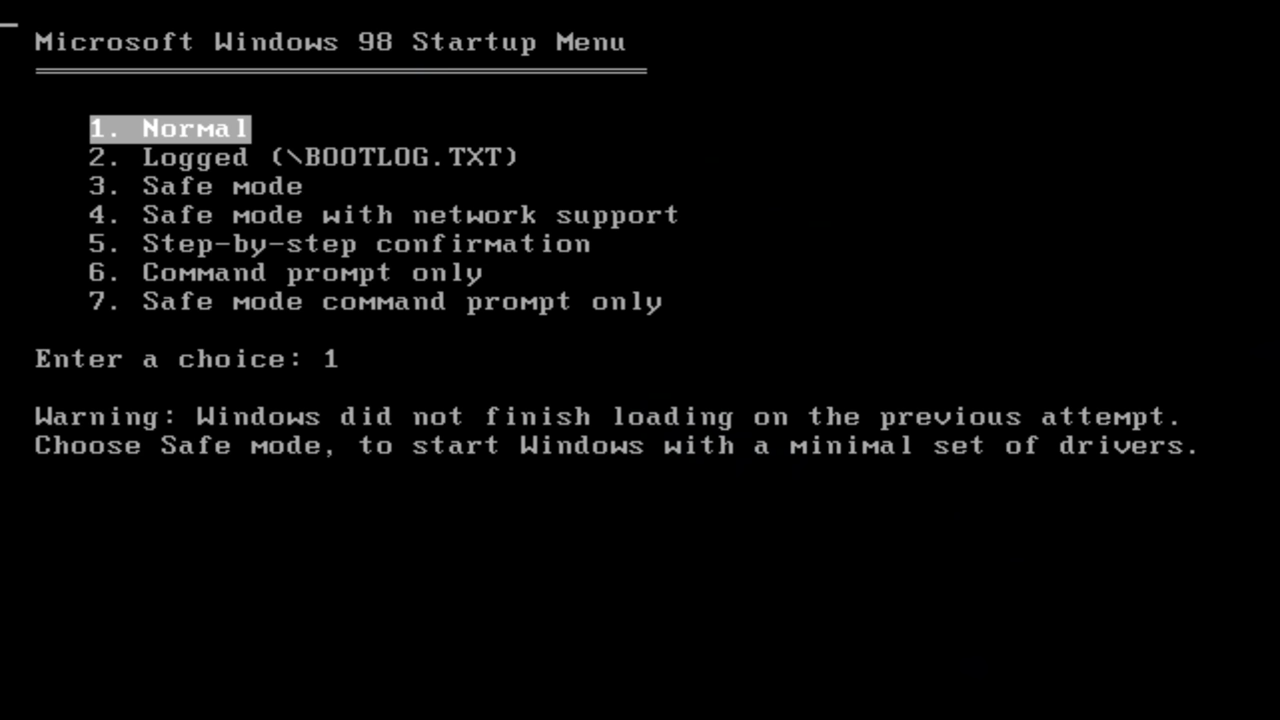 Microsoft Windows 98 Startup Menu
1. Normal
2. Logged (\BOOTLOG.TXT)
3. Safe mode
4. Safe mode with network support
5. Step-by-step confirmation
6. Command prompt only
7. Safe mode command prompt only
Enter a choice: 1
Warning: Windows did not finish loading on the previous attempt.
Choose Safe mode, to start Windows with a minimal set of drivers.